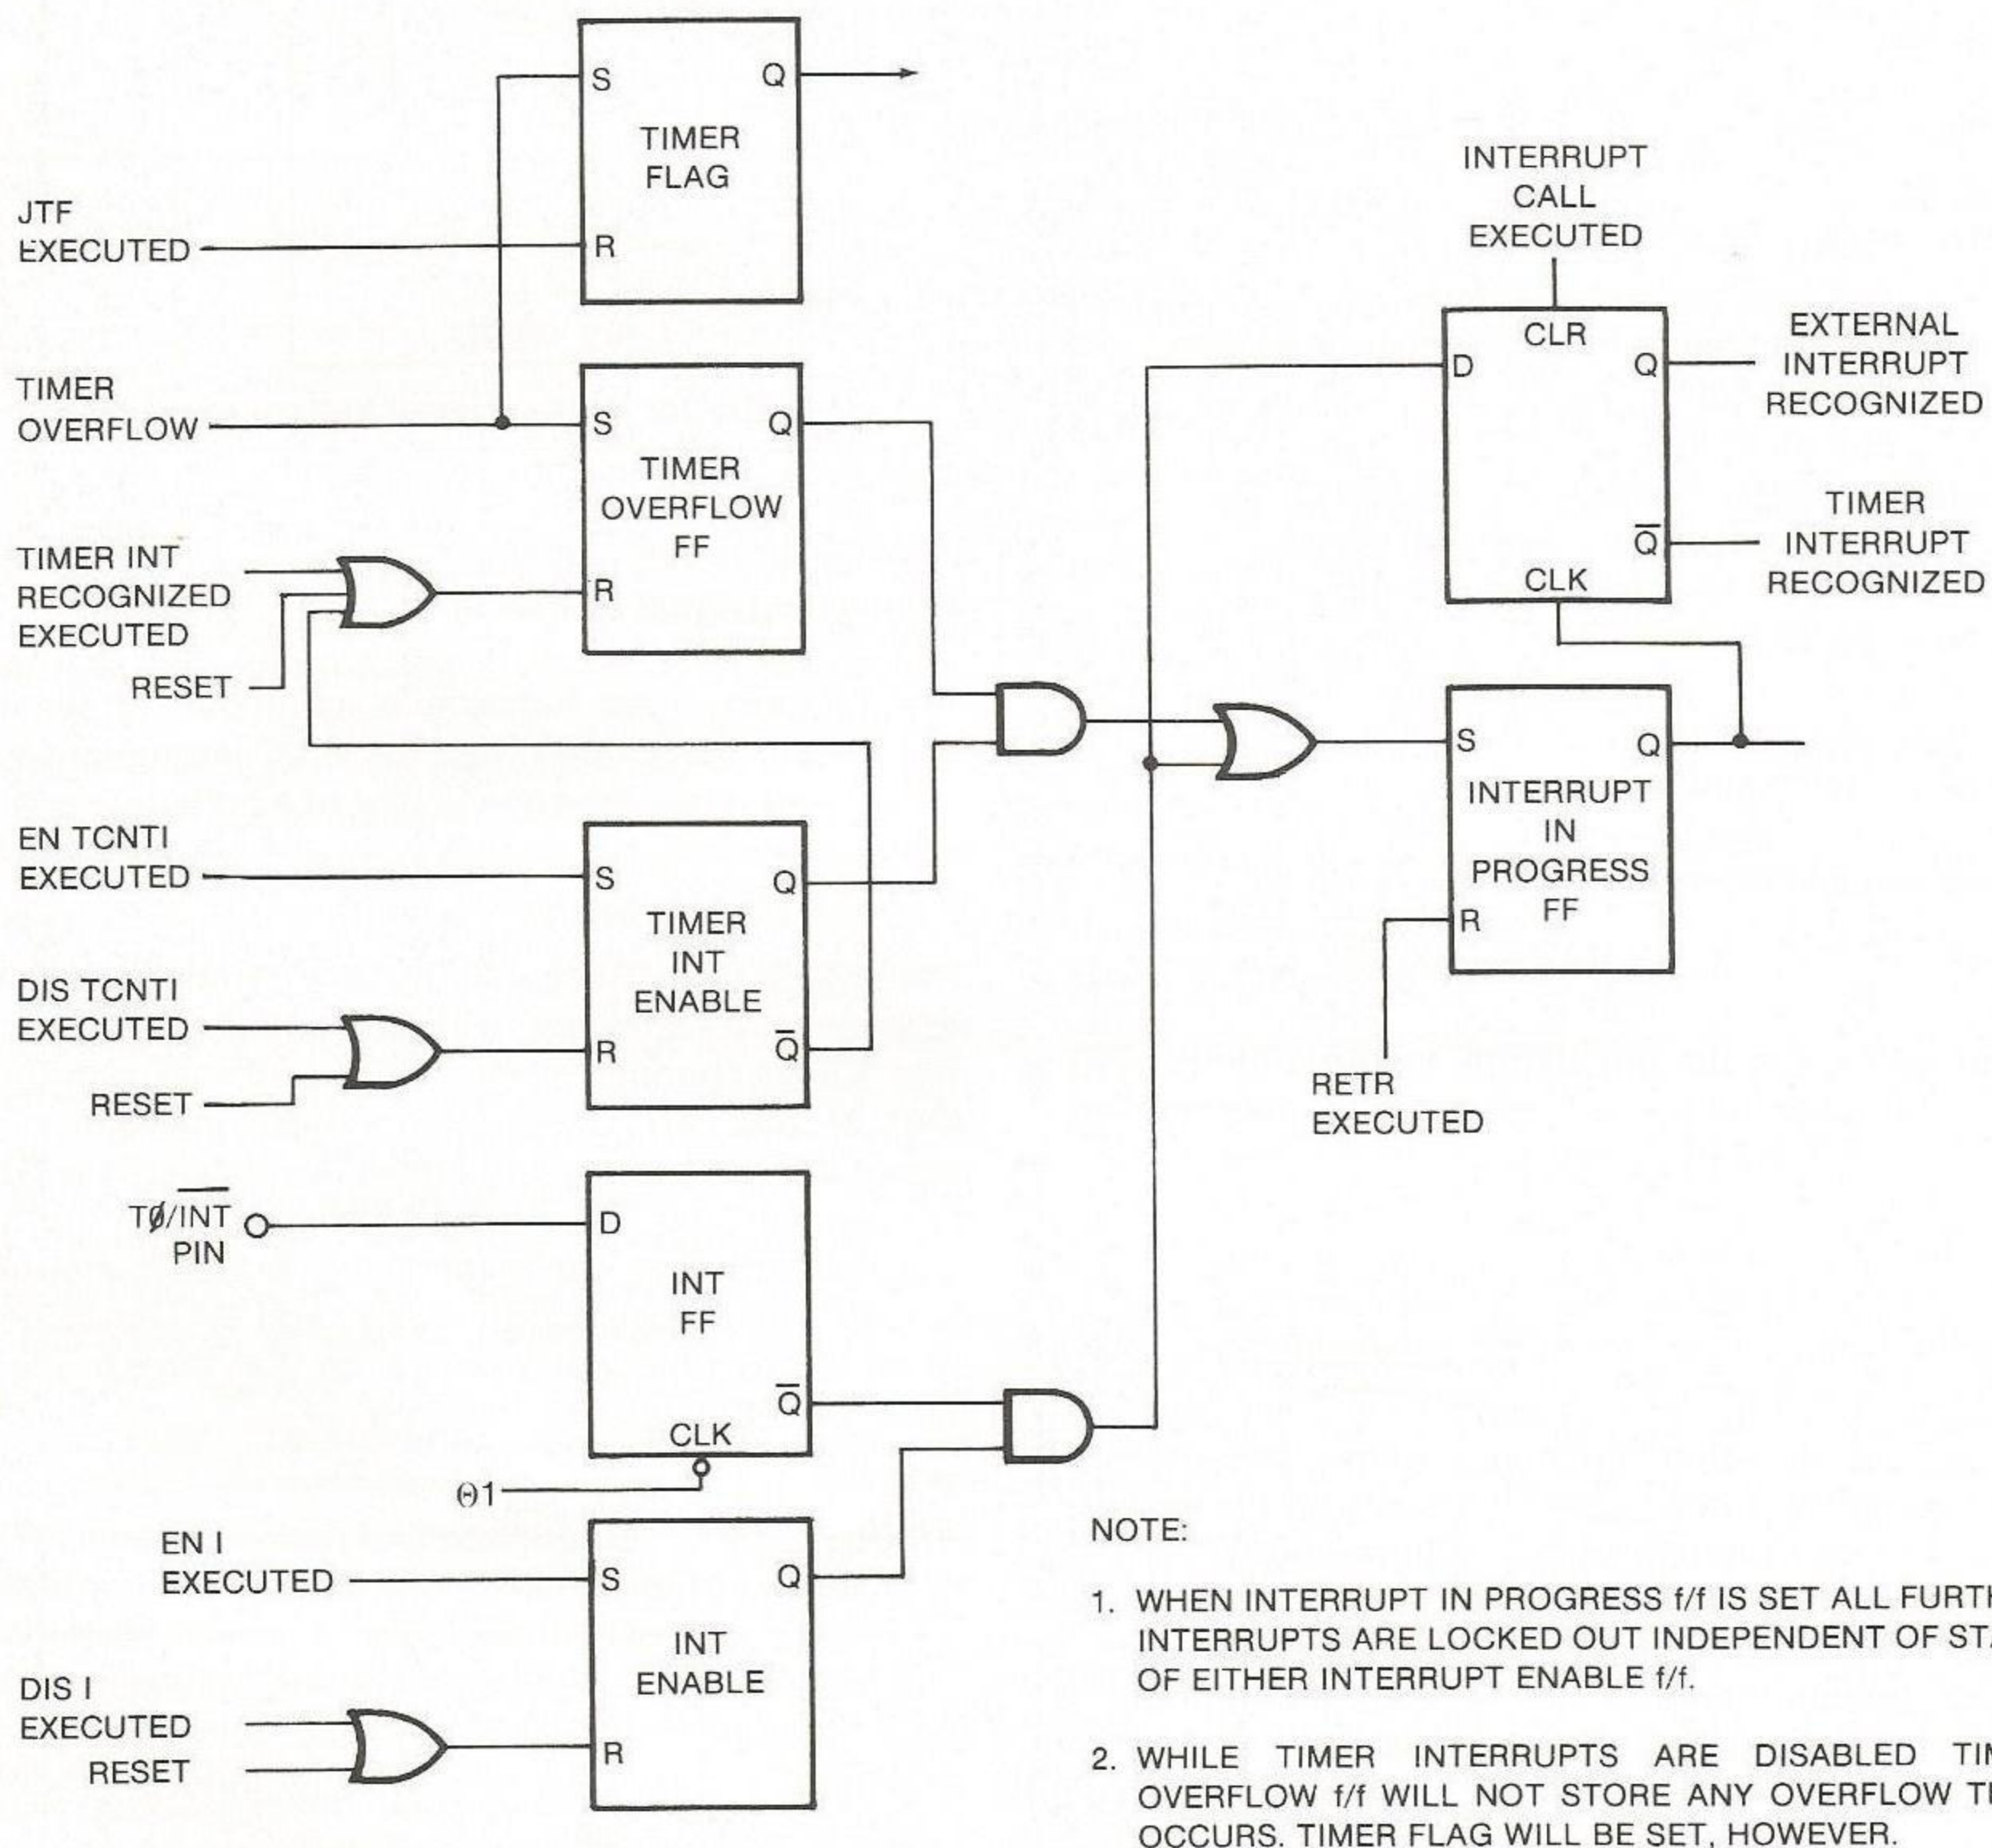 S Q
TIMER
FLAG
R
JTF
EXECUTED
TIMER
OVERFLOW
S Q
TIMER
OVERFLOW
FF
R
TIMER INT
RECOGNIZED
EXECUTED
RESET
EN TCNTI
EXECUTED
S Q
TIMER
INT
ENABLE
R Q̅
DIS TCNTI
EXECUTED
RESET
TØ/I̅N̅T̅
PIN
D
INT
FF
Q̅
CLK
Θ1
EN I
EXECUTED
S Q
INT
ENABLE
R
DIS I
EXECUTED
RESET
INTERRUPT
CALL
EXECUTED
CLR
D Q
Q̅
CLK
EXTERNAL
INTERRUPT
RECOGNIZED
TIMER
INTERRUPT
RECOGNIZED
S Q
INTERRUPT
IN
PROGRESS
FF
R
RETR
EXECUTED
NOTE:
1. WHEN INTERRUPT IN PROGRESS f/f IS SET ALL
INTERRUPTS ARE LOCKED OUT INDEPENDENT OF
OF EITHER INTERRUPT ENABLE f/f.
2. WHILE TIMER INTERRUPTS ARE DISABLED
OVERFLOW f/f WILL NOT STORE ANY OVERFLOW
OCCURS. TIMER FLAG WILL BE SET, HOWEVER.